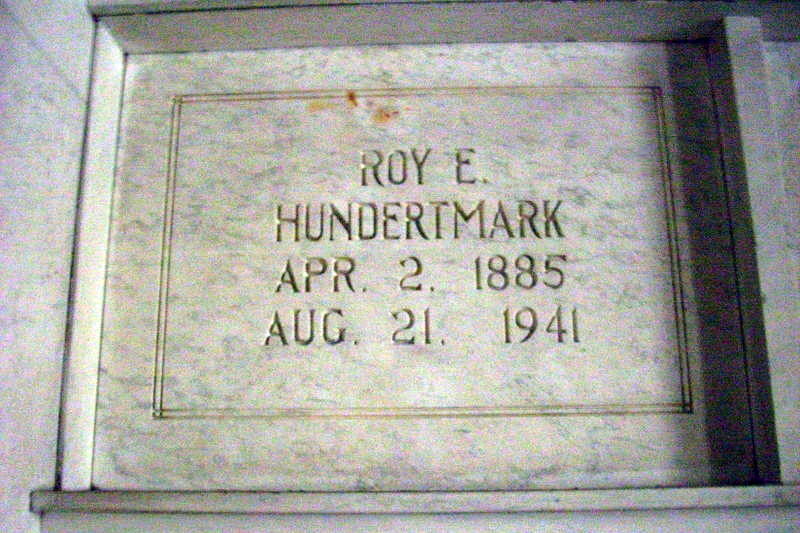 ROY E.
HUNDERTMARK
APR. 2. 1885
AUG. 21. 1941